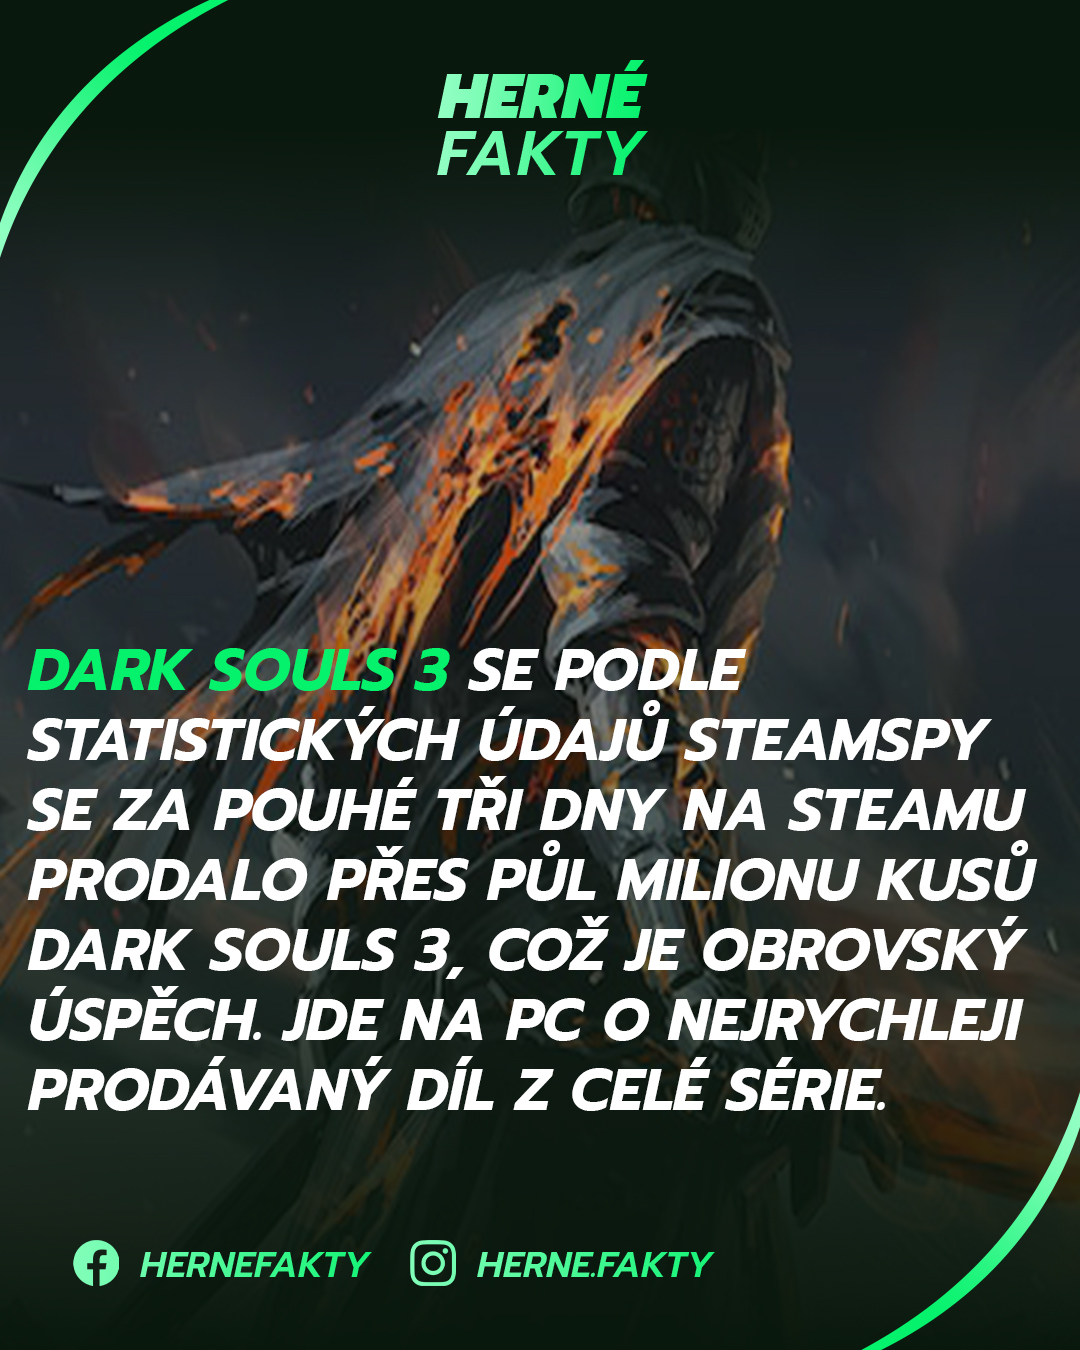 HERNÉ
FAKTY
DARK SOULS 3 SE PODLE
STATISTICKÝCH ÚDAJŮ STEAMSPY
SE ZA POUHÉ TŘI DNY NA STEAMU
PRODALO PŘES PŮL MILIONU KUSŮ
DARK SOULS 3, COŽ JE OBROVSKÝ
ÚSPĚCH. JDE NA PC O NEJRYCHLEJI
PRODÁVANÝ DÍL Z CELÉ SÉRIE.
HERNEFAKTY HERNE.FAKTY